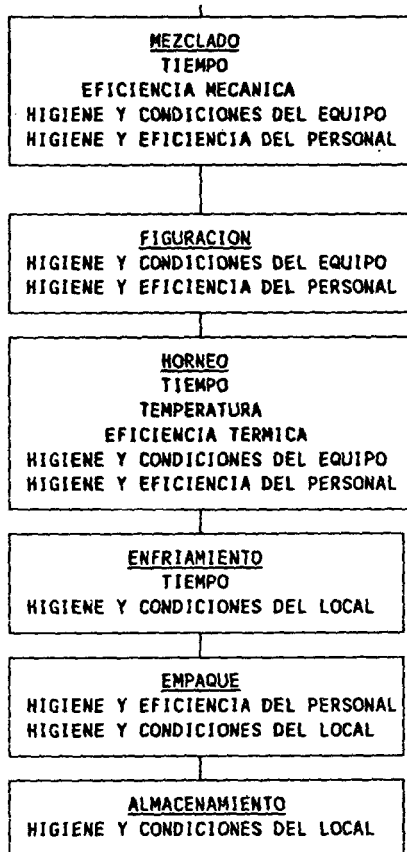 MEZCLADO
TIEMPO
EFICIENCIA MECANICA
HIGIENE Y CONDICIONES DEL EQUIPO
HIGIENE Y EFICIENCIA DEL PERSONAL
FIGURACION
HIGIENE Y CONDICIONES DEL EQUIPO
HIGIENE Y EFICIENCIA DEL PERSONAL
HORNEO
TIEMPO
TEMPERATURA
EFICIENCIA TERMICA
HIGIENE Y CONDICIONES DEL EQUIPO
HIGIENE Y EFICIENCIA DEL PERSONAL
ENFRIAMIENTO
TIEMPO
HIGIENE Y CONDICIONES DEL LOCAL
EMPAQUE
HIGIENE Y EFICIENCIA DEL PERSONAL
HIGIENE Y CONDICIONES DEL LOCAL
ALMACENAMIENTO
HIGIENE Y CONDICIONES DEL LOCAL